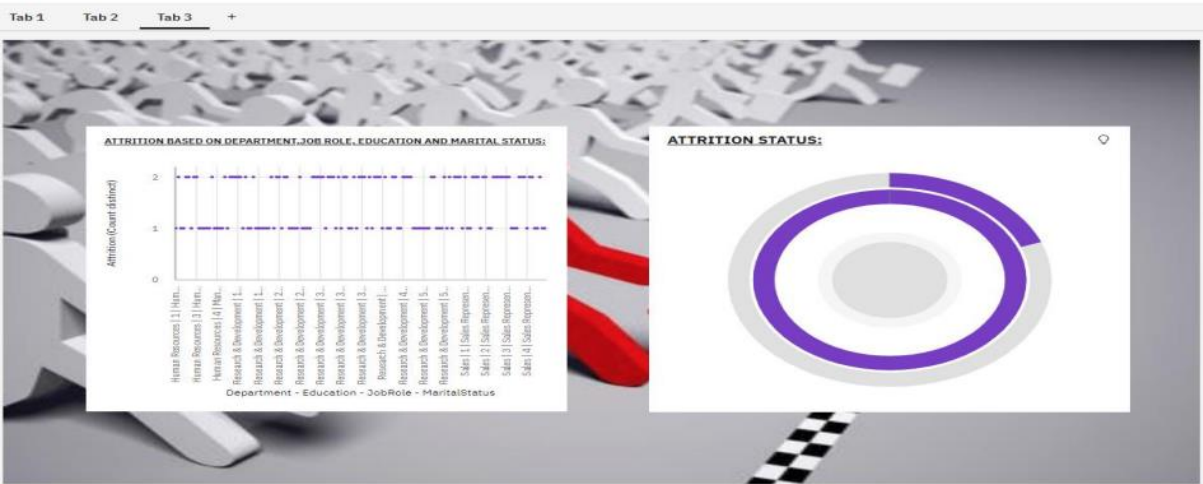 Tab 1 Tab 2 Tab 3 +
ATTRITION BASED ON DEPARTMENT,JOB ROLE, EDUCATION AND MARITAL STATUS:
Attrition (Count distinct)
2
1
0
Human Resources | 1 | Hum...
Human Resources | 3 | Hum...
Human Resources | 4 | Man...
Research & Development | 1...
Research & Development | 1...
Research & Development | 2...
Research & Development | 2...
Research & Development | 3...
Research & Development | 3...
Research & Development | 3...
Research & Development | ...
Research & Development | 4...
Research & Development | 5...
Research & Development | 5...
Sales | 1 | Sales Represen...
Sales | 2 | Sales Represen...
Sales | 3 | Sales Represen...
Sales | 4 | Sales Represen...
Department - Education - JobRole - MaritalStatus
ATTRITION STATUS: